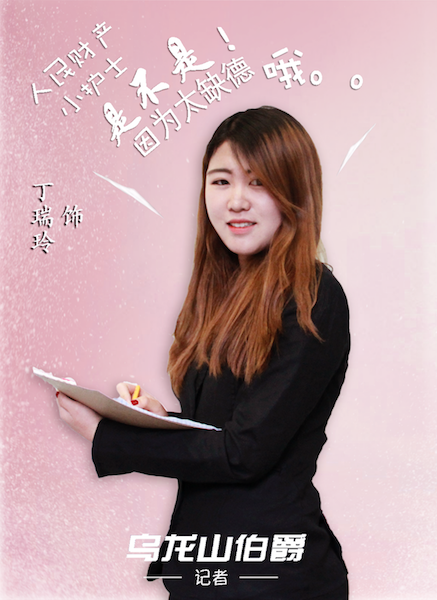 人民财产
小护士
是不是！
因为太缺德
哦。。
丁瑞玲
饰
乌龙山伯爵
记者